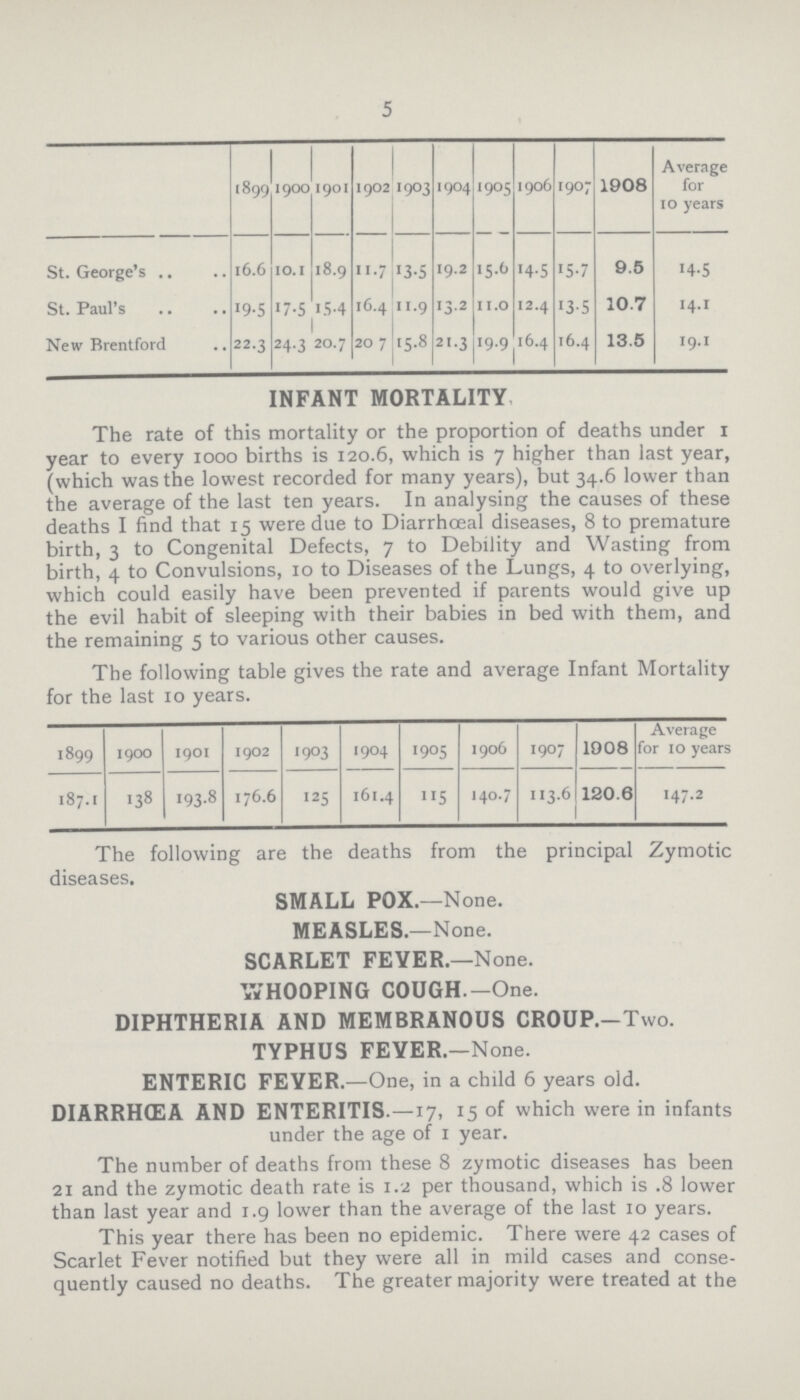 5
1899 1900 1901 1902 1903 1904 1905 1906 1907 1908 Average for 10 years
St. George's .. .. 16.6 10.1 18.9 11.7 13.5 19.2 15.6 14.5 15.7 9.5 14.5
St. Paul's .. .. 19.5 17.5 15.4 16.4 11.9 13.2 11.0 12.4 13.5 10.7 14.1
New Brentford .. 22.3 24.3 20.7 20 7 15.8 21.3 19.9 16.4 16.4 13.5 19.1
INFANT MORTALITY.
The rate of this mortality or the proportion of deaths under 1
year to every 1000 births is 120.6, which is 7 higher than last year,
(which was the lowest recorded for many years), but 34.6 lower than
the average of the last ten years. In analysing the causes of these
deaths I find that 15 were due to Diarrhœal diseases, 8 to premature
birth, 3 to Congenital Defects, 7 to Debility and Wasting from
birth, 4 to Convulsions, 10 to Diseases of the Lungs, 4 to overlying,
which could easily have been prevented if parents would give up
the evil habit of sleeping with their babies in bed with them, and
the remaining 5 to various other causes.
The following table gives the rate and average Infant Mortality
for the last 10 years.
1899 1900 1901 1902 1903 1904 1905 1906 1907 1908 Average for 10 years
187.1 138 193.8 176.6 125 161.4 115 140.7 113.6 120.6 147.2
The following are the deaths from the principal Zymotic
diseases.
SMALL POX.—None.
MEASLES.—None.
SCARLET FEVER.—None.
WHOOPING COUGH.—One.
DIPHTHERIA AND MEMBRANOUS CROUP.—Two.
TYPHUS FEVER.—None.
ENTERIC FEVER.—One, in a child 6 years old.
DIARRHŒA AND ENTERITIS.—17, 15 of which were in infants
under the age of 1 year.
The number of deaths from these 8 zymotic diseases has been
21 and the zymotic death rate is 1.2 per thousand, which is .8 lower
than last year and 1.9 lower than the average of the last 10 years.
This year there has been no epidemic. There were 42 cases of
Scarlet Fever notified but they were all in mild cases and conse-
quently caused no deaths. The greater majority were treated at the